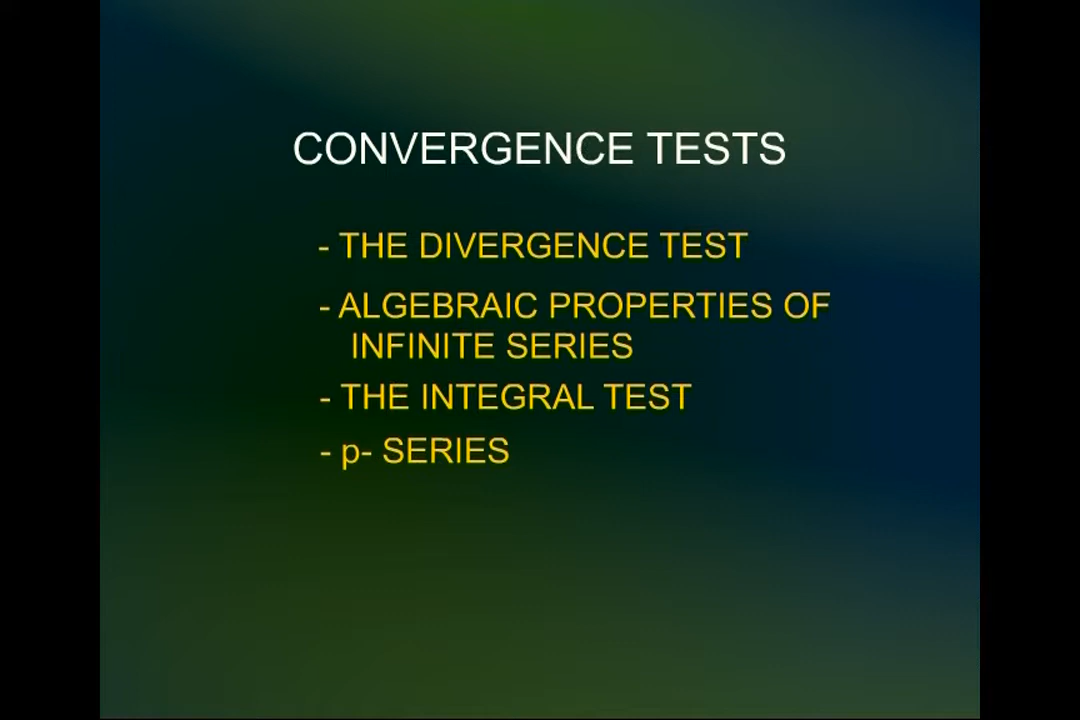 CONVERGENCE TESTS
- THE DIVERGENCE TEST
- ALGEBRAIC PROPERTIES OF
INFINITE SERIES
- THE INTEGRAL TEST
- p- SERIES